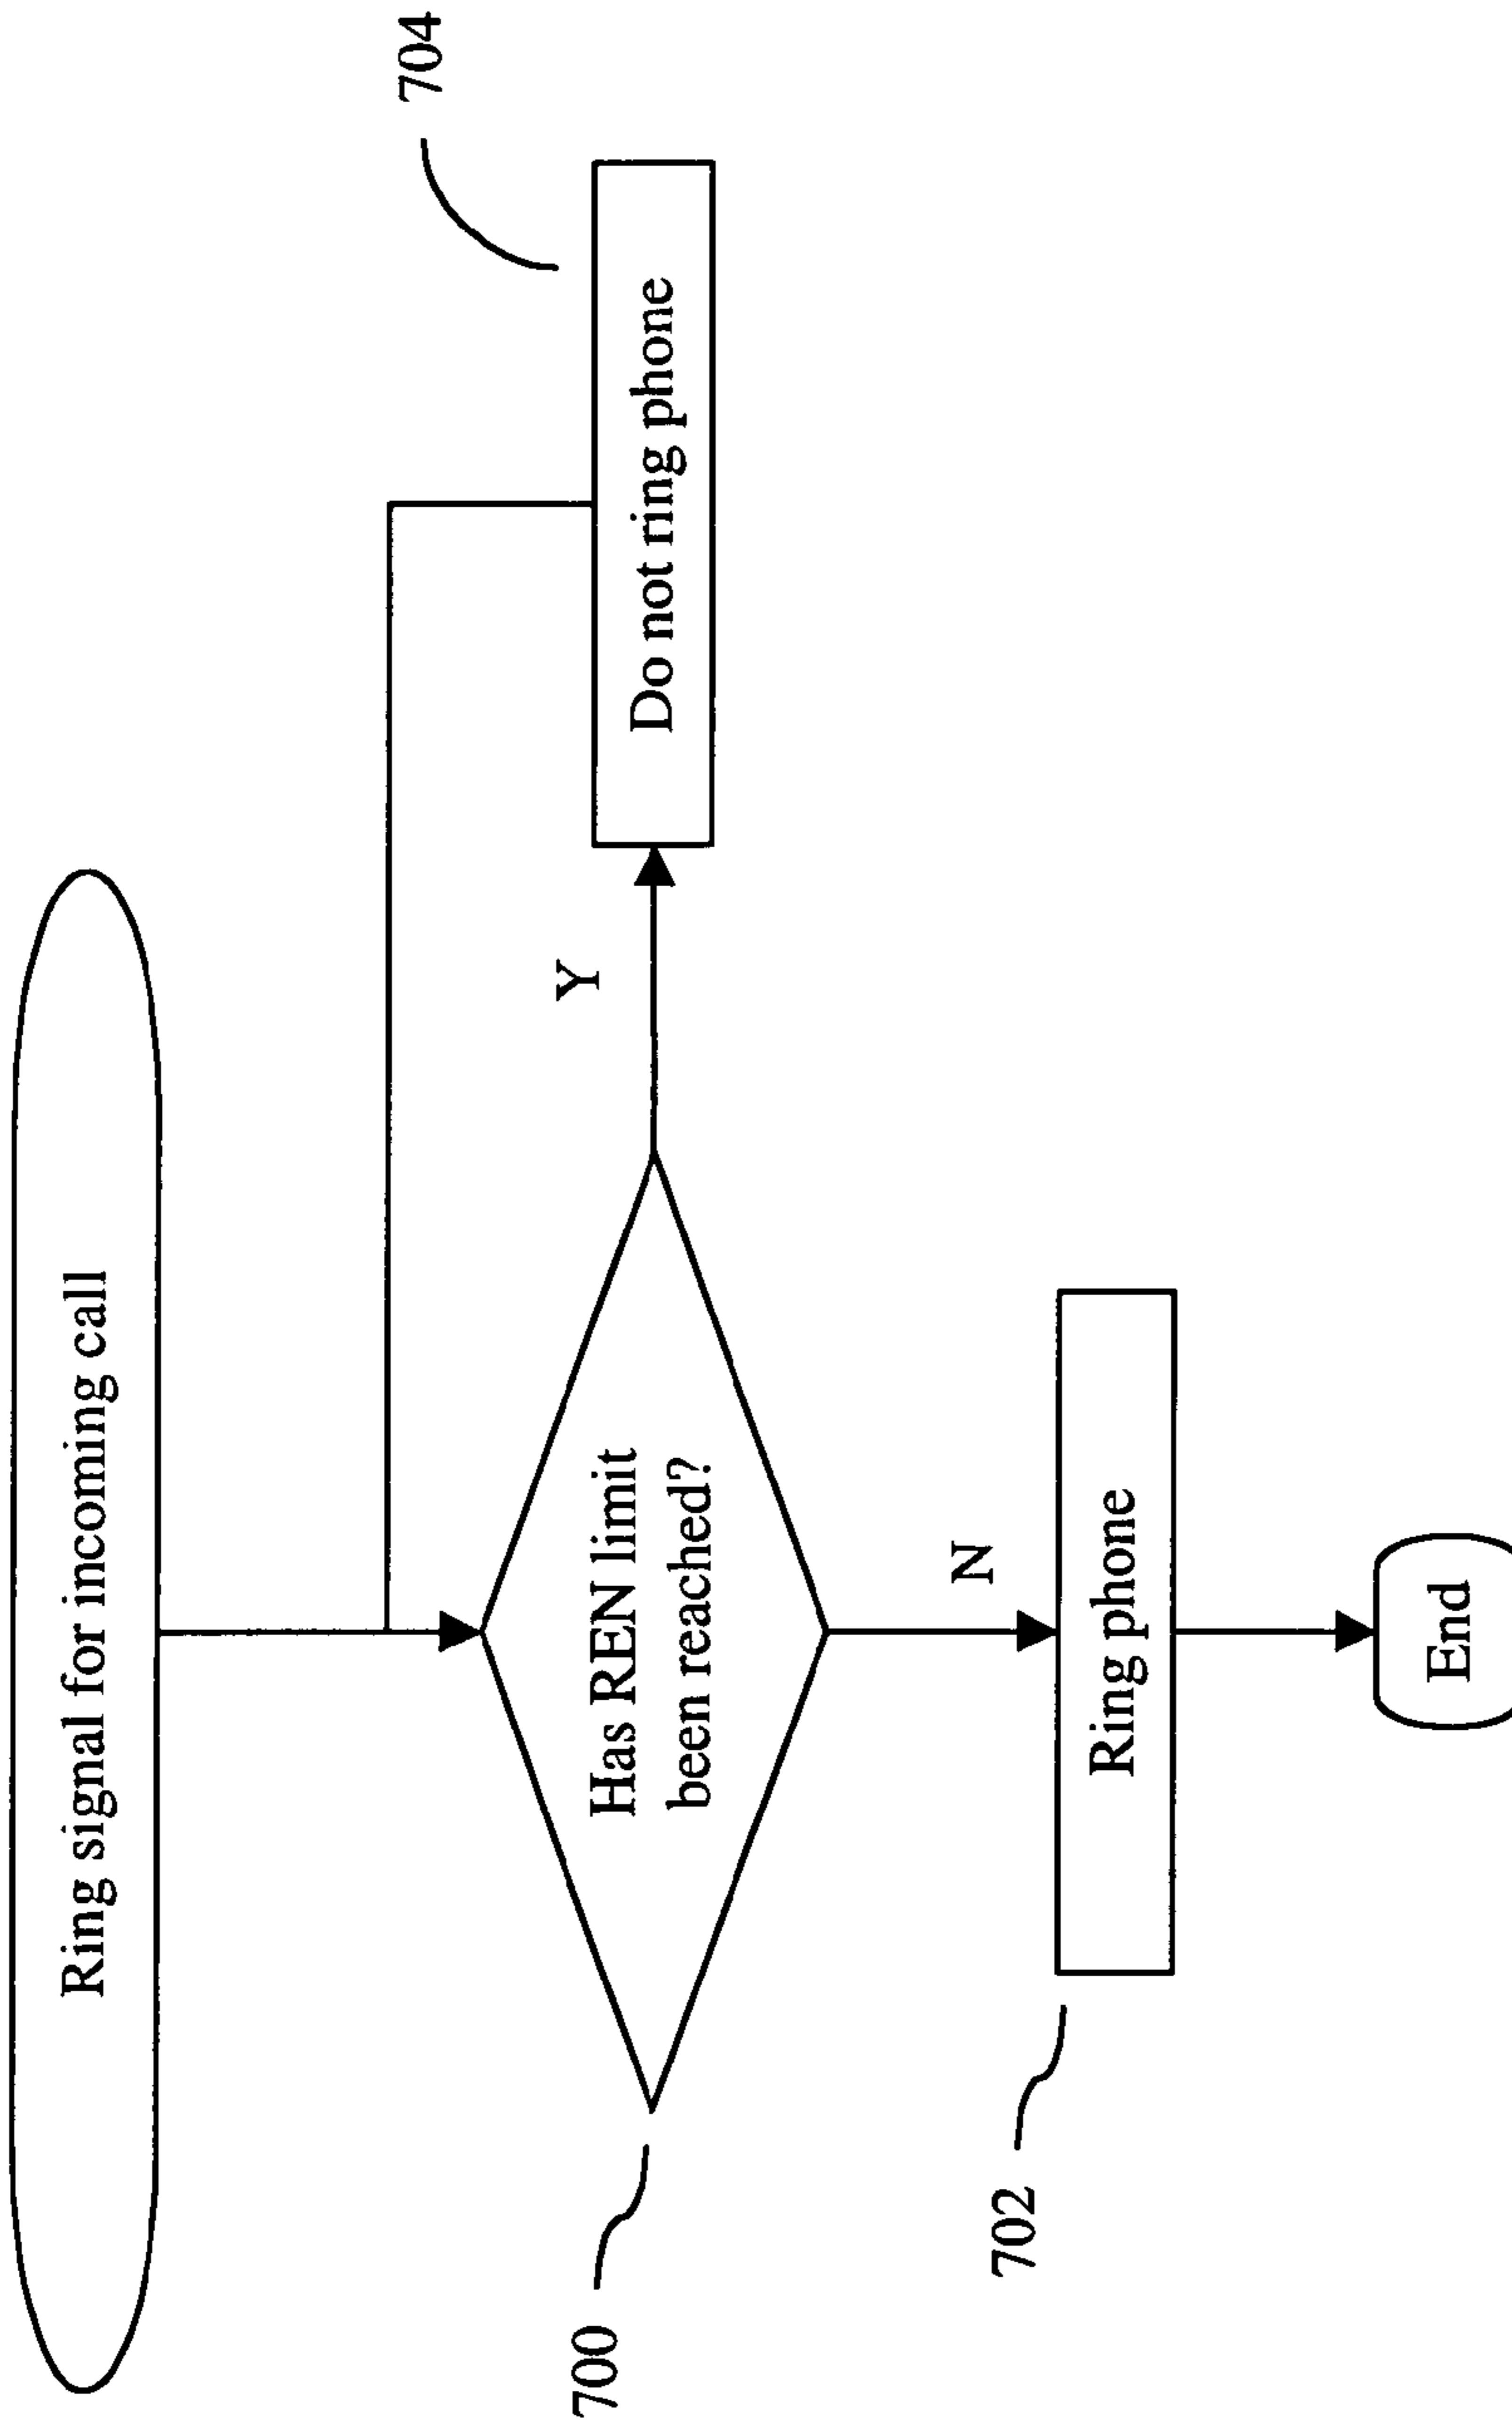 Ring signal for incoming call
704
Y
Do not ring phone
700
Has REN limit
been reached?
N
702
Ring phone
End